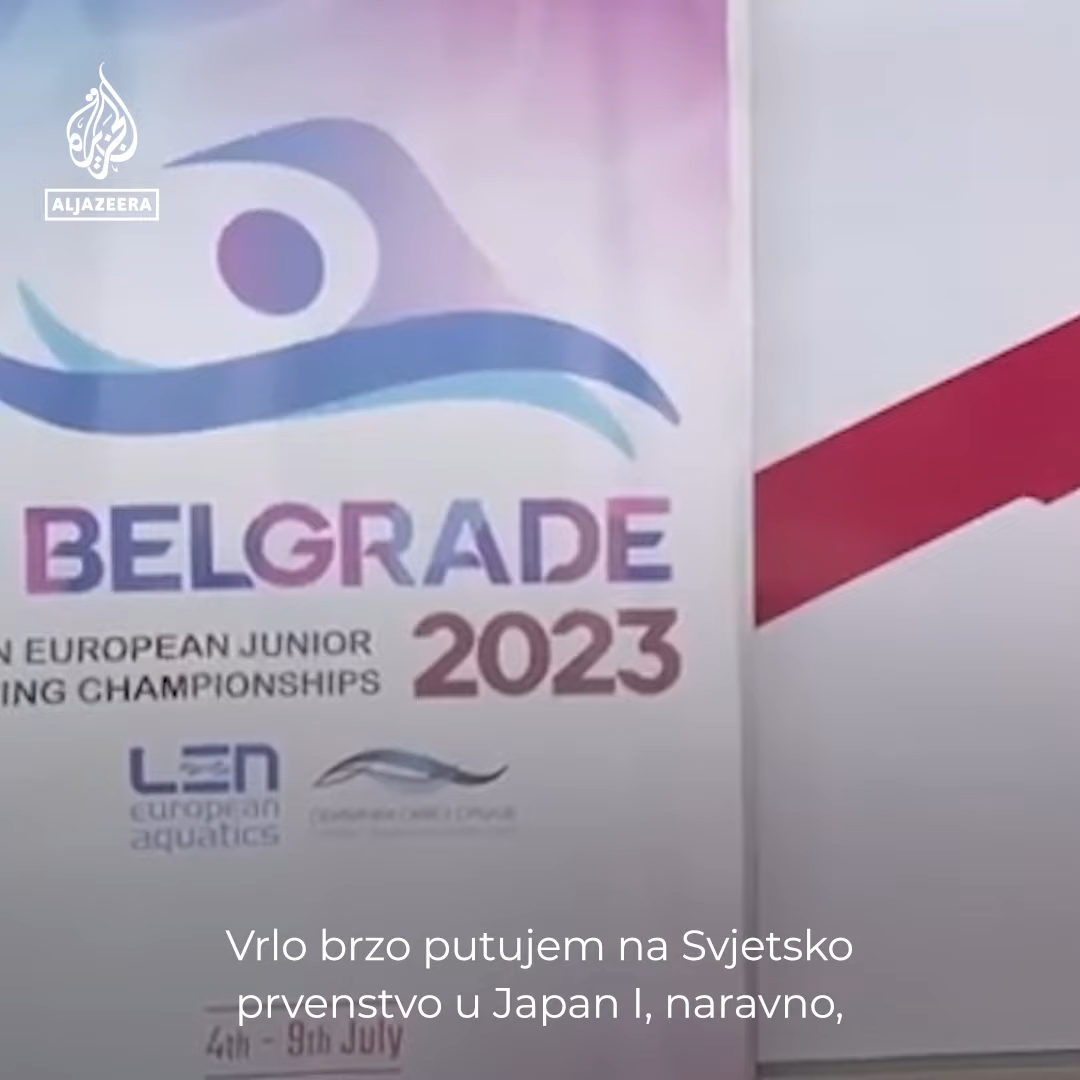 الجزيرة
ALJAZEERA
BELGRADE
N EUROPEAN JUNIOR
ING CHAMPIONSHIPS
2023
LEN
european
aquatics
Vrlo brzo putujem na Svjetsko
prvenstvo u Japan I, naravno,
4th - 9th July